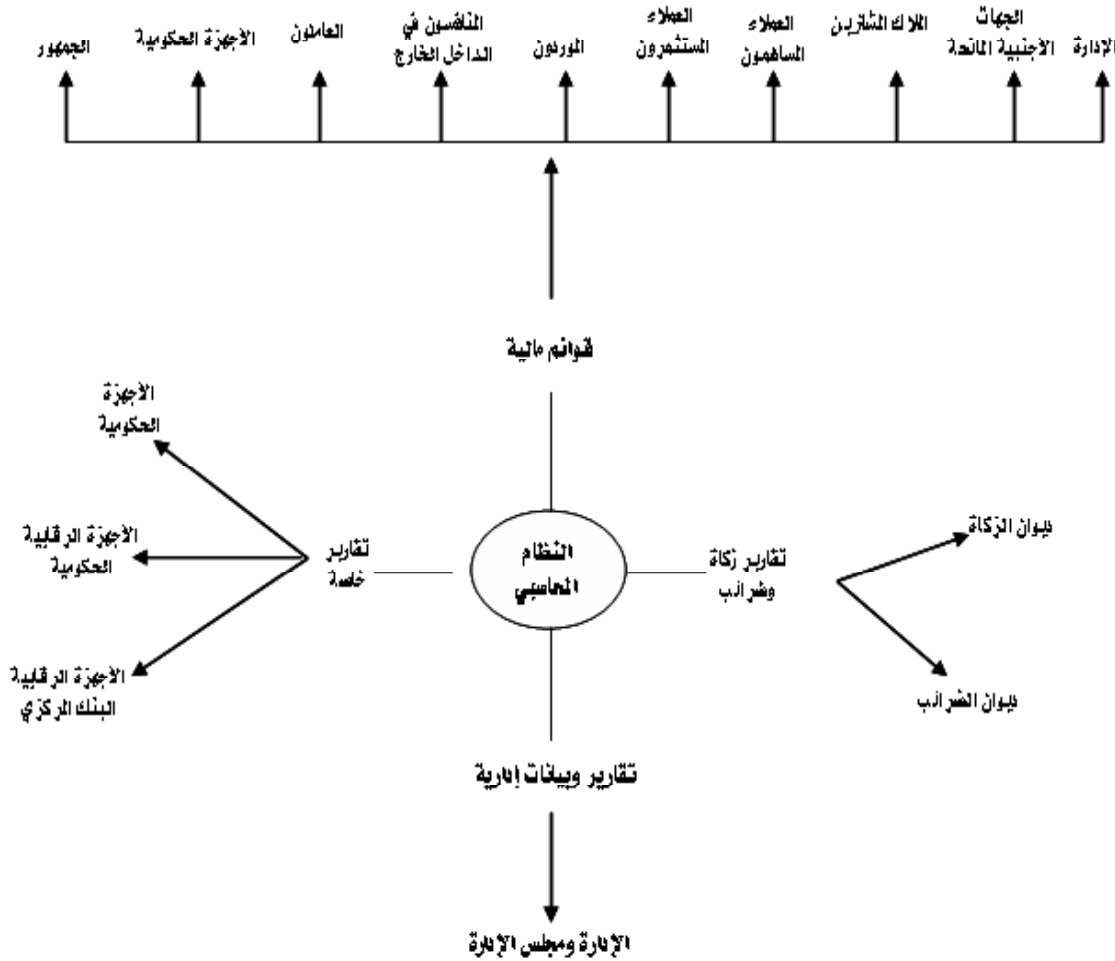 الجهات
الأجنبية المانحة
الإدارة
الملاك
العملاء
المساهمون
العملاء
المستثمرون
الموردون
المنافسون في
الداخل الخارج
العاملون
الأجهزة الحكومية
الجمهور
قوائم مالية
الأجهزة
الحكومية
الأجهزة الرقابية
الحكومية
الأجهزة الرقابية
البنك المركزي
تقارير
خاصة
النظام
المحاسبي
تقارير زكاة
وضرائب
ديوان الزكاة
ديوان الضرائب
تقارير وبيانات إدارية
الإدارة ومجلس الإدارة